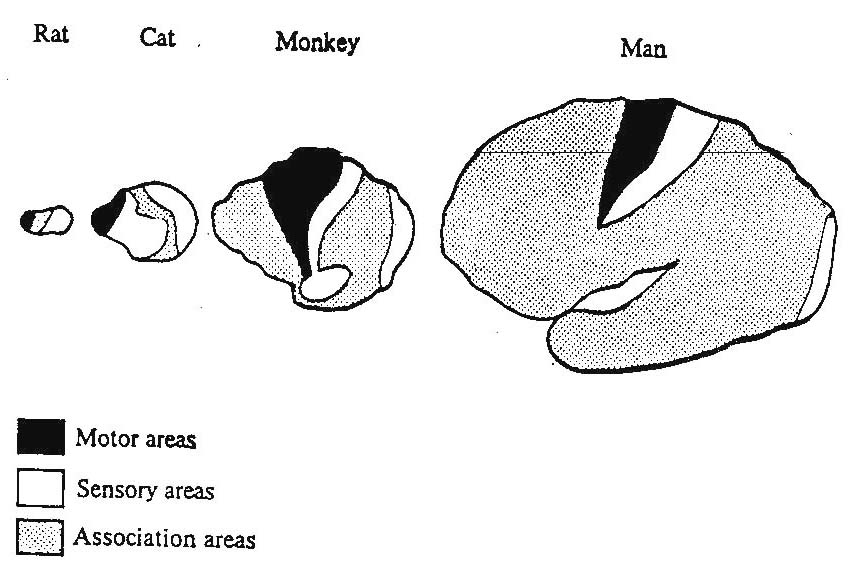 Rat
Cat
Monkey
Man
Motor areas
Sensory areas
Association areas